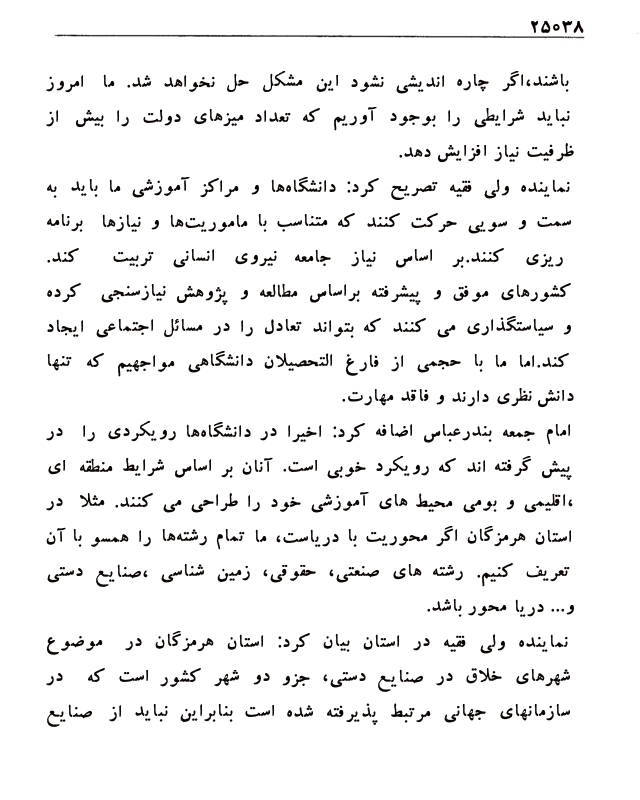 ۲۵۰۳۸
باشند،اگر چاره اندیشی نشود این مشکل حل نخواهد شد. ما امروز
نباید شرایطی را بوجود آوریم که تعداد میزهای دولت را بیش از
ظرفیت نیاز افزایش دهد.
نماینده ولی فقیه تصریح کرد: دانشگاه‌ها و مراکز آموزشی ما باید به
سمت و سویی حرکت کنند که متناسب با ماموریت‌ها و نیازها برنامه
ریزی کنند.بر اساس نیاز جامعه نیروی انسانی تربیت کند.
کشورهای موفق و پیشرفته براساس مطالعه و پژوهش نیازسنجی کرده
و سیاستگذاری می کنند که بتواند تعادل را در مسائل اجتماعی ایجاد
کند.اما ما با حجمی از فارغ التحصیلان دانشگاهی مواجهیم که تنها
دانش نظری دارند و فاقد مهارت.
امام جمعه بندرعباس اضافه کرد: اخیرا در دانشگاه‌ها رویکردی را در
پیش گرفته اند که رویکرد خوبی است. آنان بر اساس شرایط منطقه ای
،اقلیمی و بومی محیط های آموزشی خود را طراحی می کنند. مثلا در
استان هرمزگان اگر محوریت با دریاست، ما تمام رشته‌ها را همسو با آن
تعریف کنیم. رشته های صنعتی، حقوقی، زمین شناسی ،صنایع دستی
و... دریا محور باشد.
نماینده ولی فقیه در استان بیان کرد: استان هرمزگان در موضوع
شهرهای خلاق در صنایع دستی، جزو دو شهر کشور است که در
سازمانهای جهانی مرتبط پذیرفته شده است بنابراین نباید از صنایع